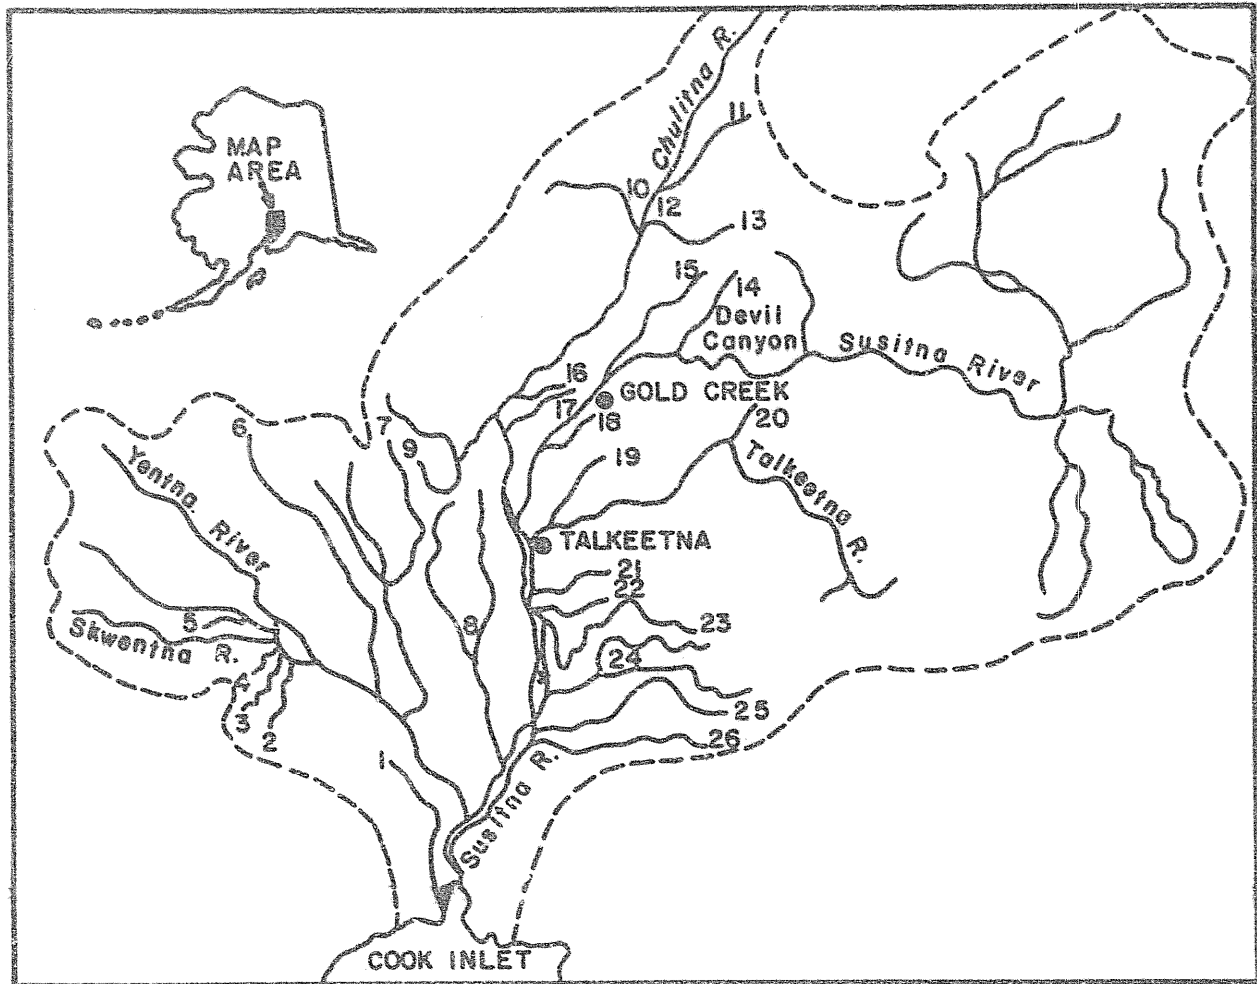 Chulitna R.
11
MAP
AREA
10
12
13
15
14
Devil
Canyon
Susitna River
16
GOLD CREEK
17
18
20
6
7
9
19
Talkeetna R.
Yentna River
TALKEETNA
21
22
5
8
23
Skwentna R.
24
4
3
2
25
26
1
Susitna R.
COOK INLET